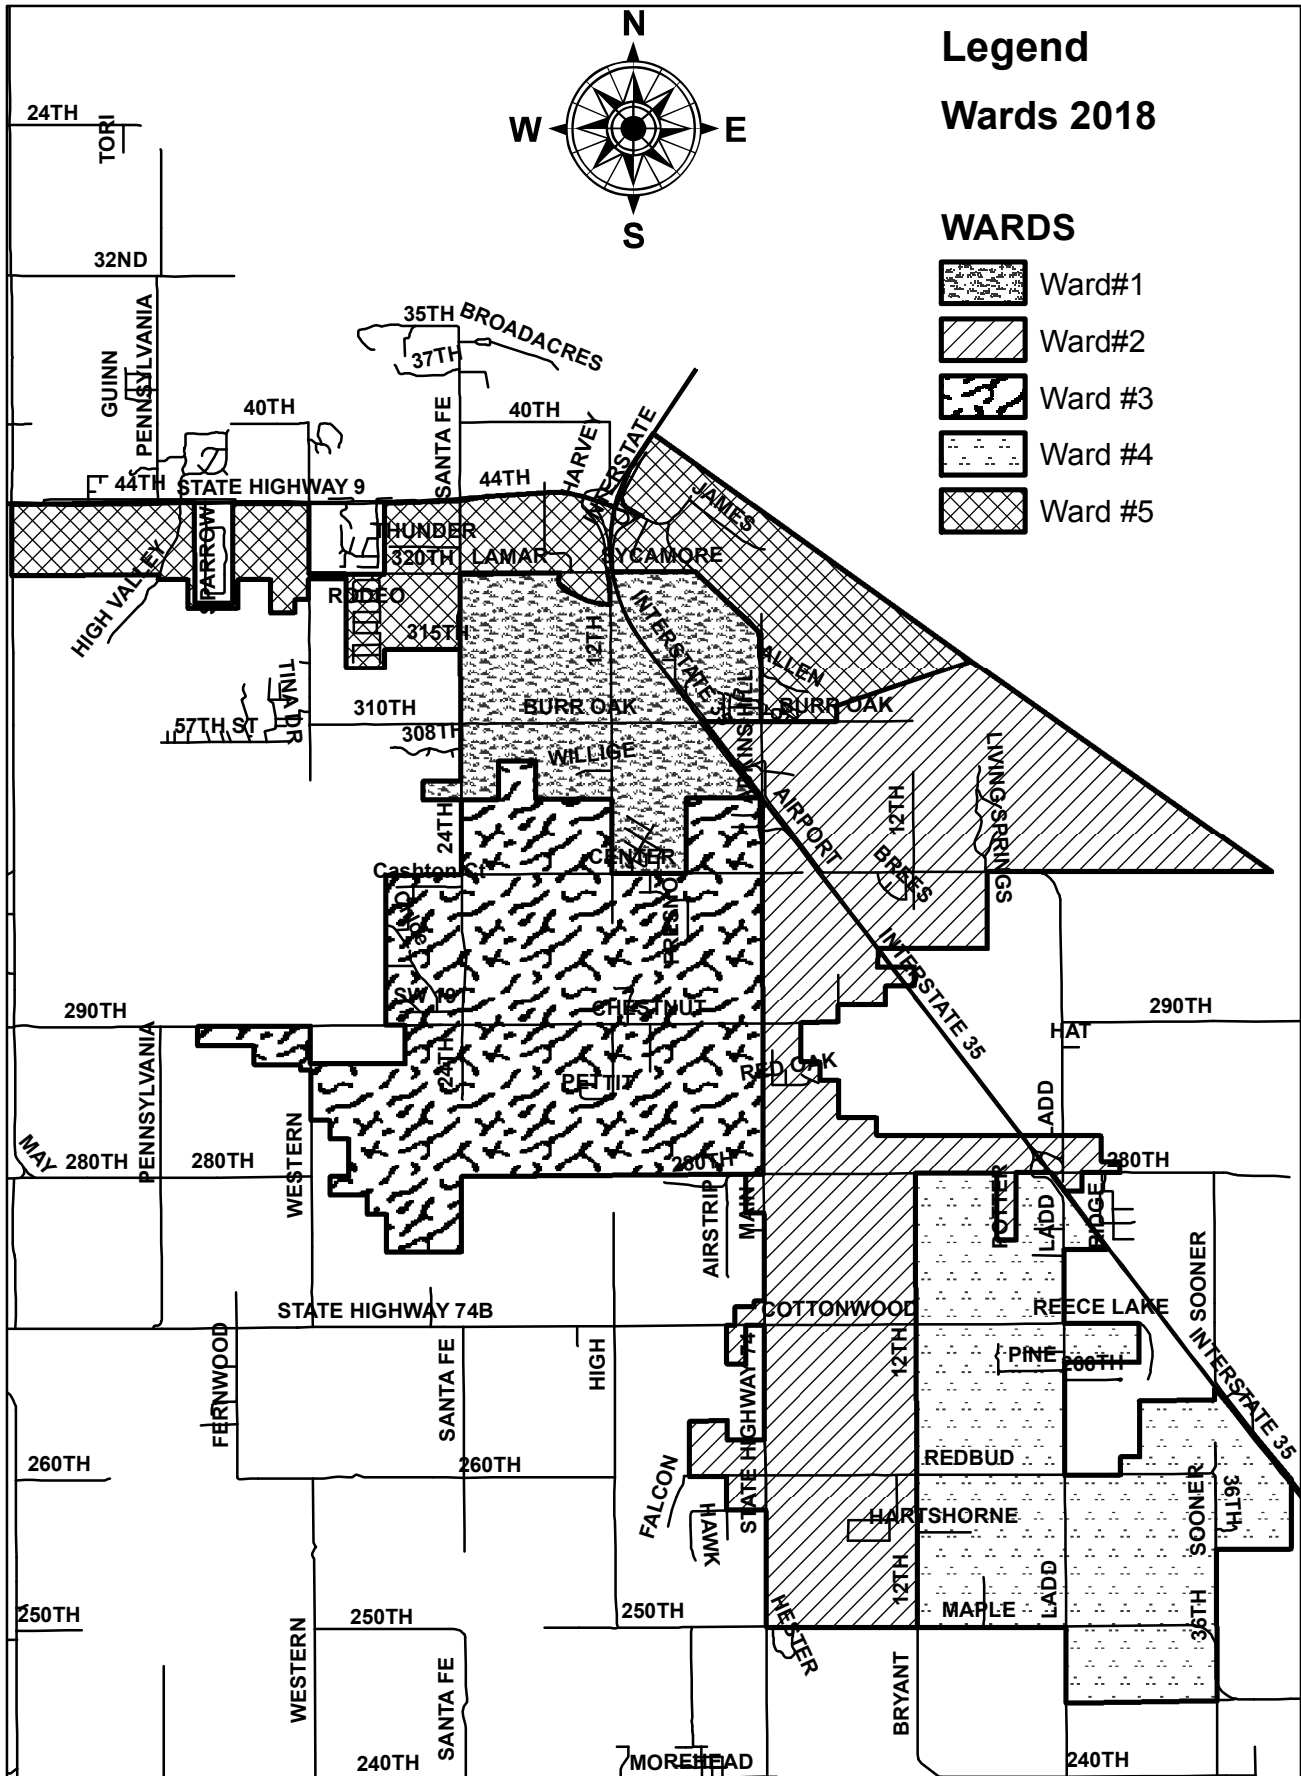 N
Legend
Wards 2018
W
E
S
WARDS
Ward#1
Ward#2
Ward #3
Ward #4
Ward #5
24TH
TORI
32ND
PENNSYLVANIA
GUINN
35TH
BROADACRES
37TH
40TH
SANTA FE
40TH
HARVEY
INTERSTATE
44TH
STATE HIGHWAY 9
44TH
JAMES
SPARROW
THUNDER
320TH
LAMAR
SYCAMORE
HIGH VALLEY
RODEO
315TH
12TH
INTERSTATE 35
ALLEN
TINA DR
57TH ST
310TH
308TH
BURR OAK
BURR OAK
WILLIGE
LIVING SPRINGS
24TH
AIRPORT
12TH
CENTER
BREES
Cashton Ct
FRESNO
SW 19
CHESTNUT
INTERSTATE 35
290TH
290TH
HAT
PENNSYLVANIA
24TH
PETTIT
RED OAK
LADD
MAY
280TH
280TH
WESTERN
280TH
280TH
AIRSTRIP
MAIN
POTTER
LADD
RIDGE
SOONER
STATE HIGHWAY 74B
COTTONWOOD
REECE LAKE
FERNWOOD
SANTA FE
HIGH
STATE HIGHWAY 74
12TH
PINE
266TH
INTERSTATE 35
260TH
260TH
REDBUD
FALCON
HAWK
HARTSHORNE
SOONER
36TH
250TH
250TH
250TH
12TH
MAPLE
LADD
36TH
HESTER
WESTERN
SANTA FE
BRYANT
240TH
MOREHEAD
240TH